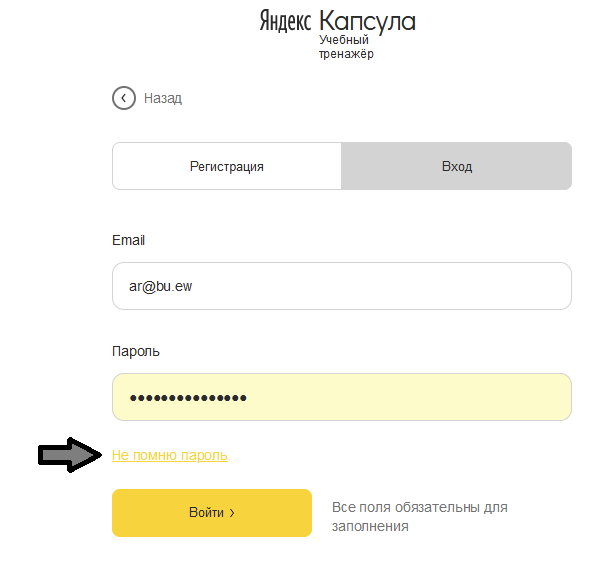 Яндекс Капсула
Учебный
тренажёр
Назад
Регистрация Вход
Email
ar@bu.ew
Пароль
•••••••••••••••
Не помню пароль
Войти ›
Все поля обязательны для
заполнения